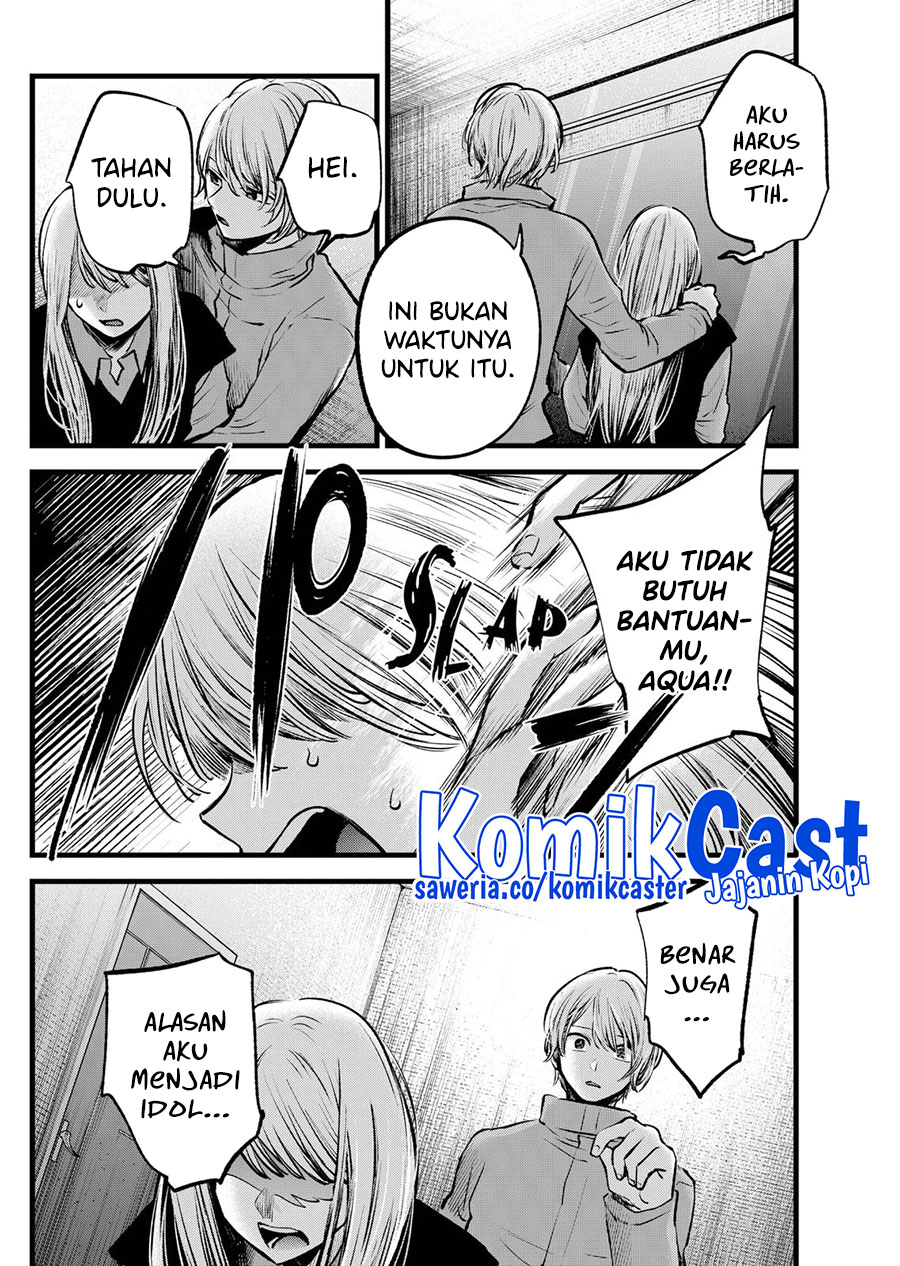 AKU
HARUS
BERLA-
TIH.
INI BUKAN
WAKTUNYA
UNTUK ITU.
HEI.
TAHAN
DULU.
AKU TIDAK
BUTUH
BANTUAN-
MU,
AQUA!!
SLAP
KomikCast
saweria.co/komikcaster
Jajanin Kopi
BENAR
JUGA
...
ALASAN
AKU
MENJADI
IDOL...